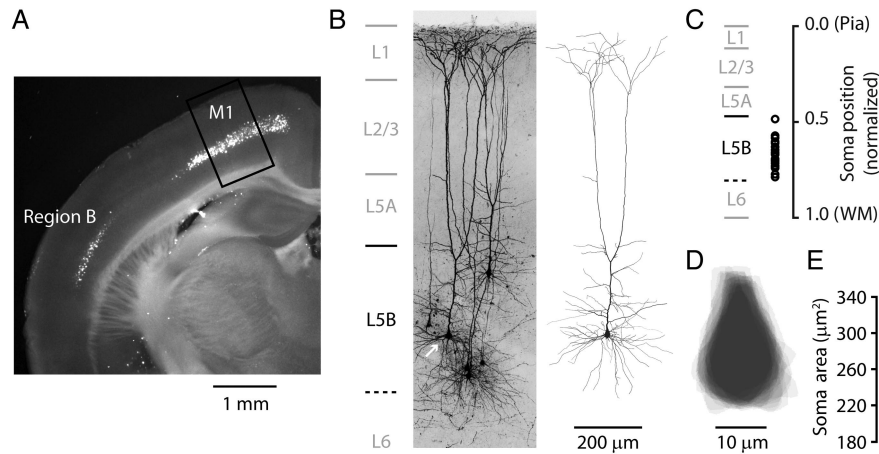 A
M1
Region B
1 mm
B
L1
L2/3
L5A
L5B
L6
200 μm
C
L1
L2/3
L5A
L5B
L6
0.0 (Pia)
0.5
1.0 (WM)
Soma position
(normalized)
D
10 μm
E
Soma area (μm²)
340
300
260
220
180